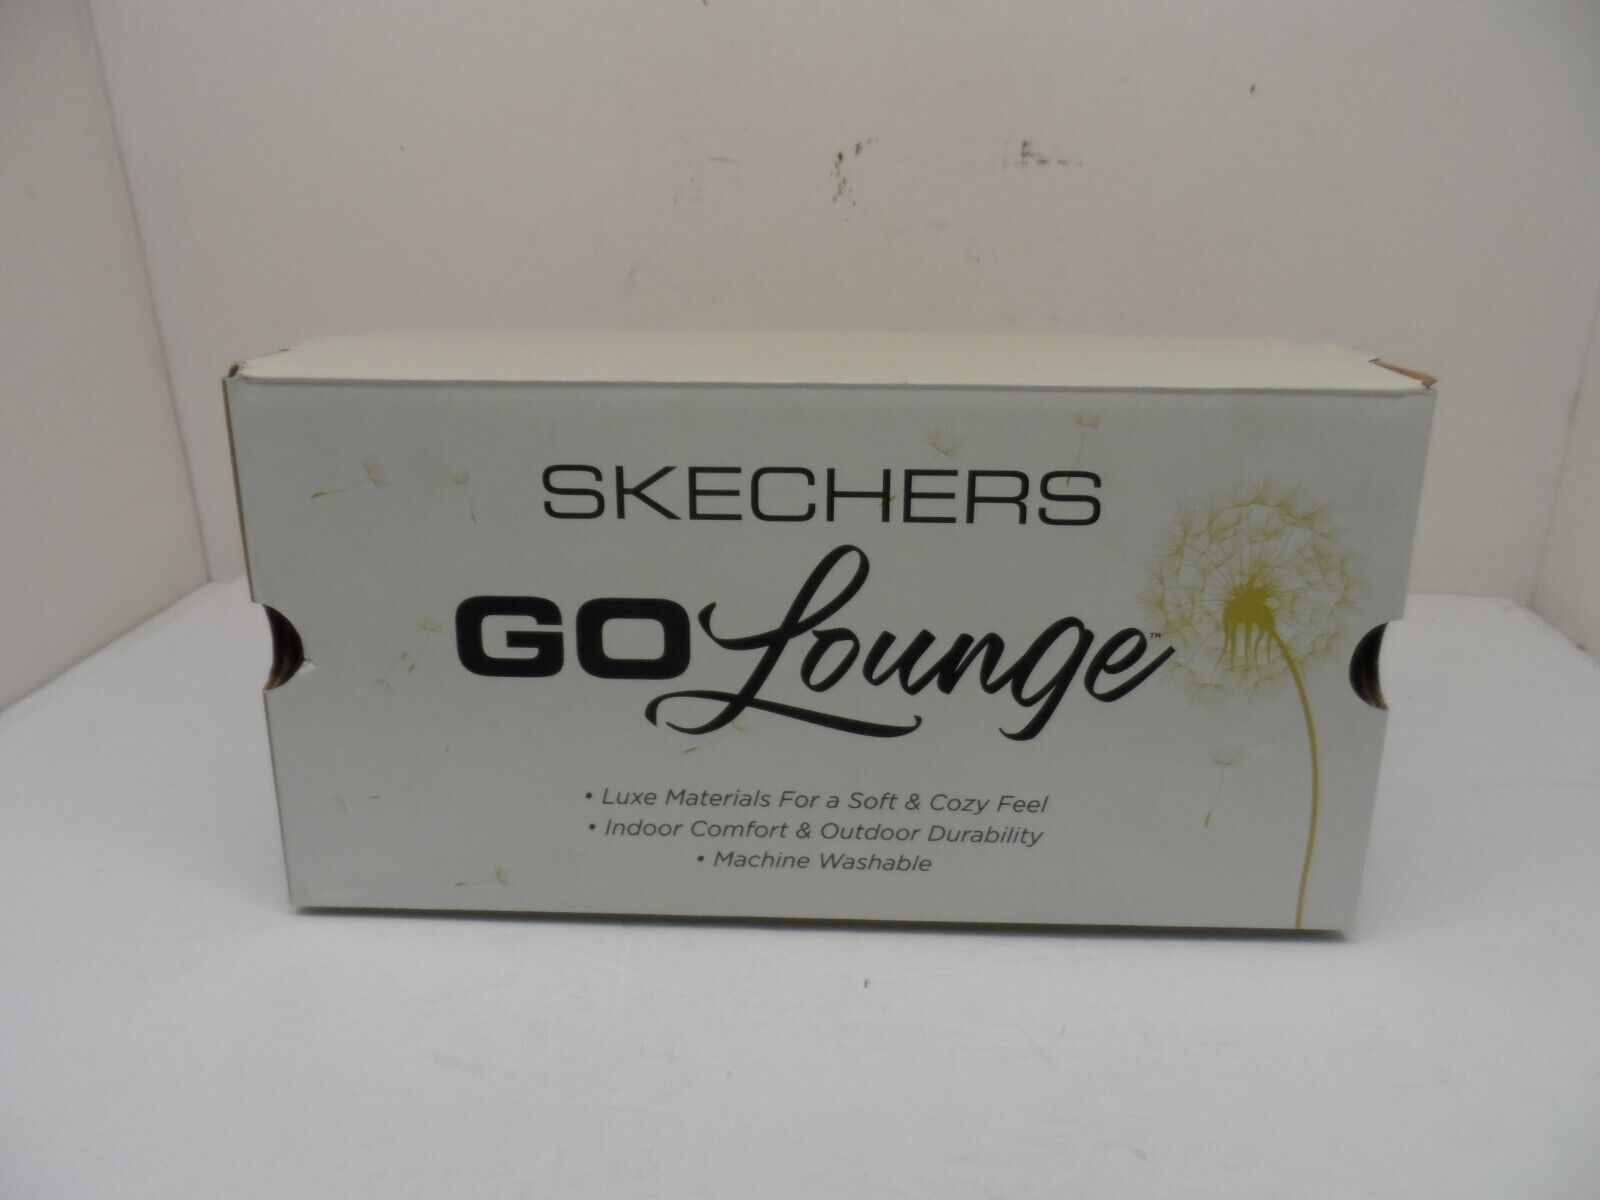 SKECHERS
GO Lounge™
• Luxe Materials For a Soft & Cozy Feel
• Indoor Comfort & Outdoor Durability
• Machine Washable